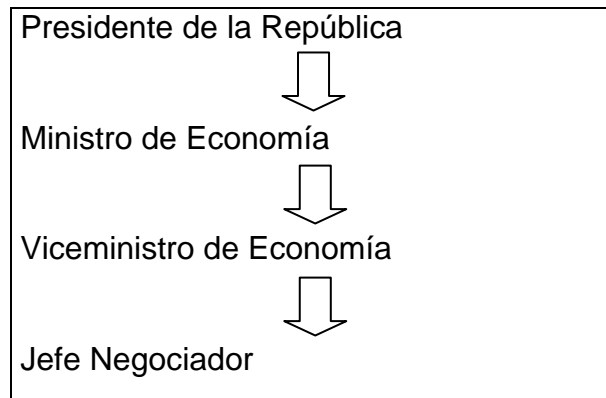 Presidente de la República
Ministro de Economía
Viceministro de Economía
Jefe Negociador